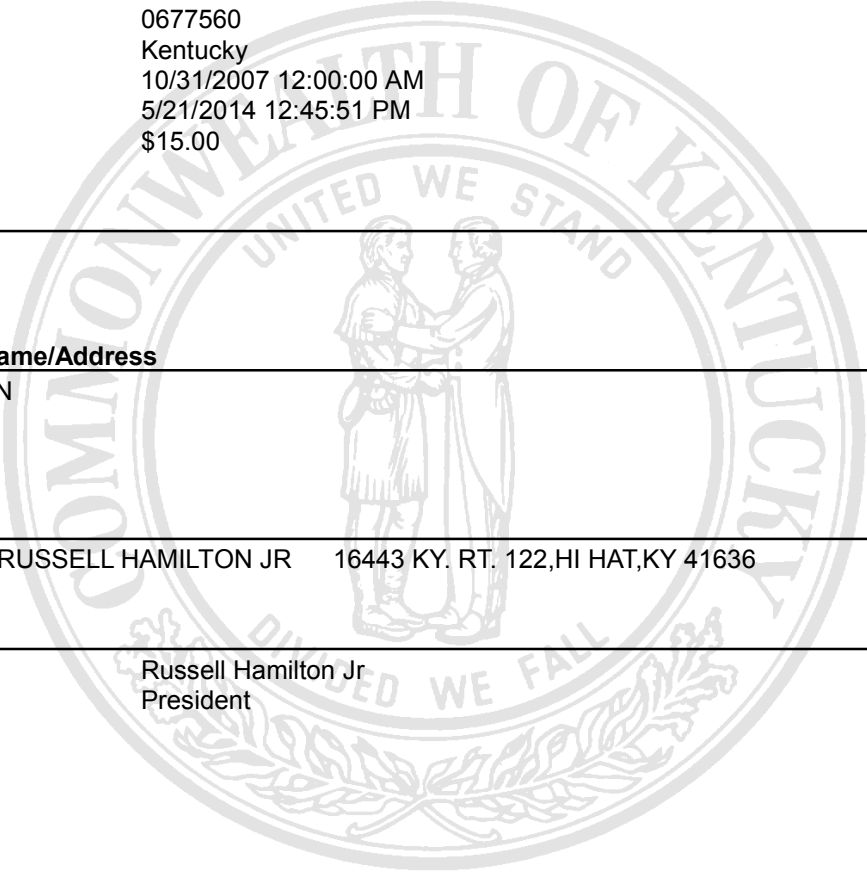 0677560
Kentucky
10/31/2007 12:00:00 AM
5/21/2014 12:45:51 PM
$15.00
COMMONWEALTH OF KENTUCKY
UNITED WE STAND
ame/Address
N
RUSSELL HAMILTON JR 16443 KY. RT. 122,HI HAT,KY 41636
DIVIDED WE FALL
Russell Hamilton Jr
President